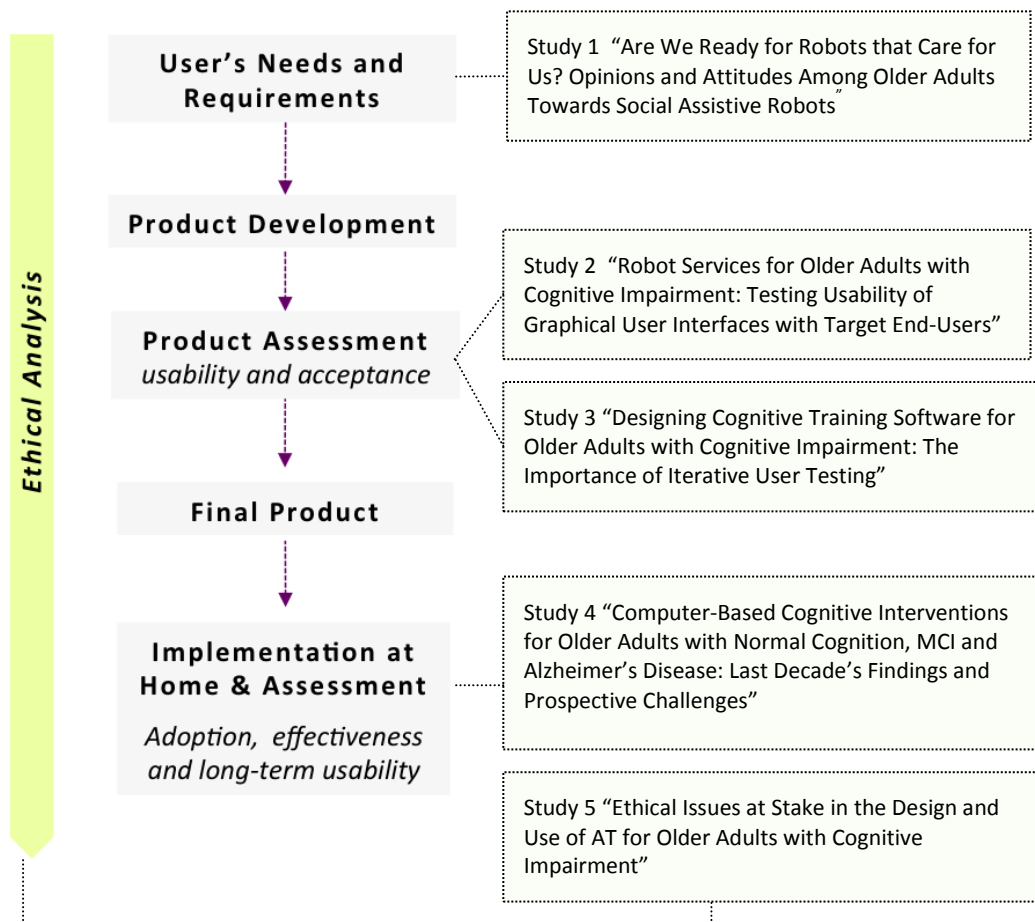 Ethical Analysis
User's Needs and
Requirements
Study 1  “Are We Ready for Robots that Care for
Us? Opinions and Attitudes Among Older Adults
Towards Social Assistive Robots”
Product Development
Product Assessment
usability and acceptance
Study 2  “Robot Services for Older Adults with
Cognitive Impairment: Testing Usability of
Graphical User Interfaces with Target End-Users”
Study 3 “Designing Cognitive Training Software for
Older Adults with Cognitive Impairment: The
Importance of Iterative User Testing”
Final Product
Implementation at
Home & Assessment
Adoption, effectiveness
and long-term usability
Study 4 “Computer-Based Cognitive Interventions
for Older Adults with Normal Cognition, MCI and
Alzheimer’s Disease: Last Decade’s Findings and
Prospective Challenges”
Study 5 “Ethical Issues at Stake in the Design and
Use of AT for Older Adults with Cognitive
Impairment”